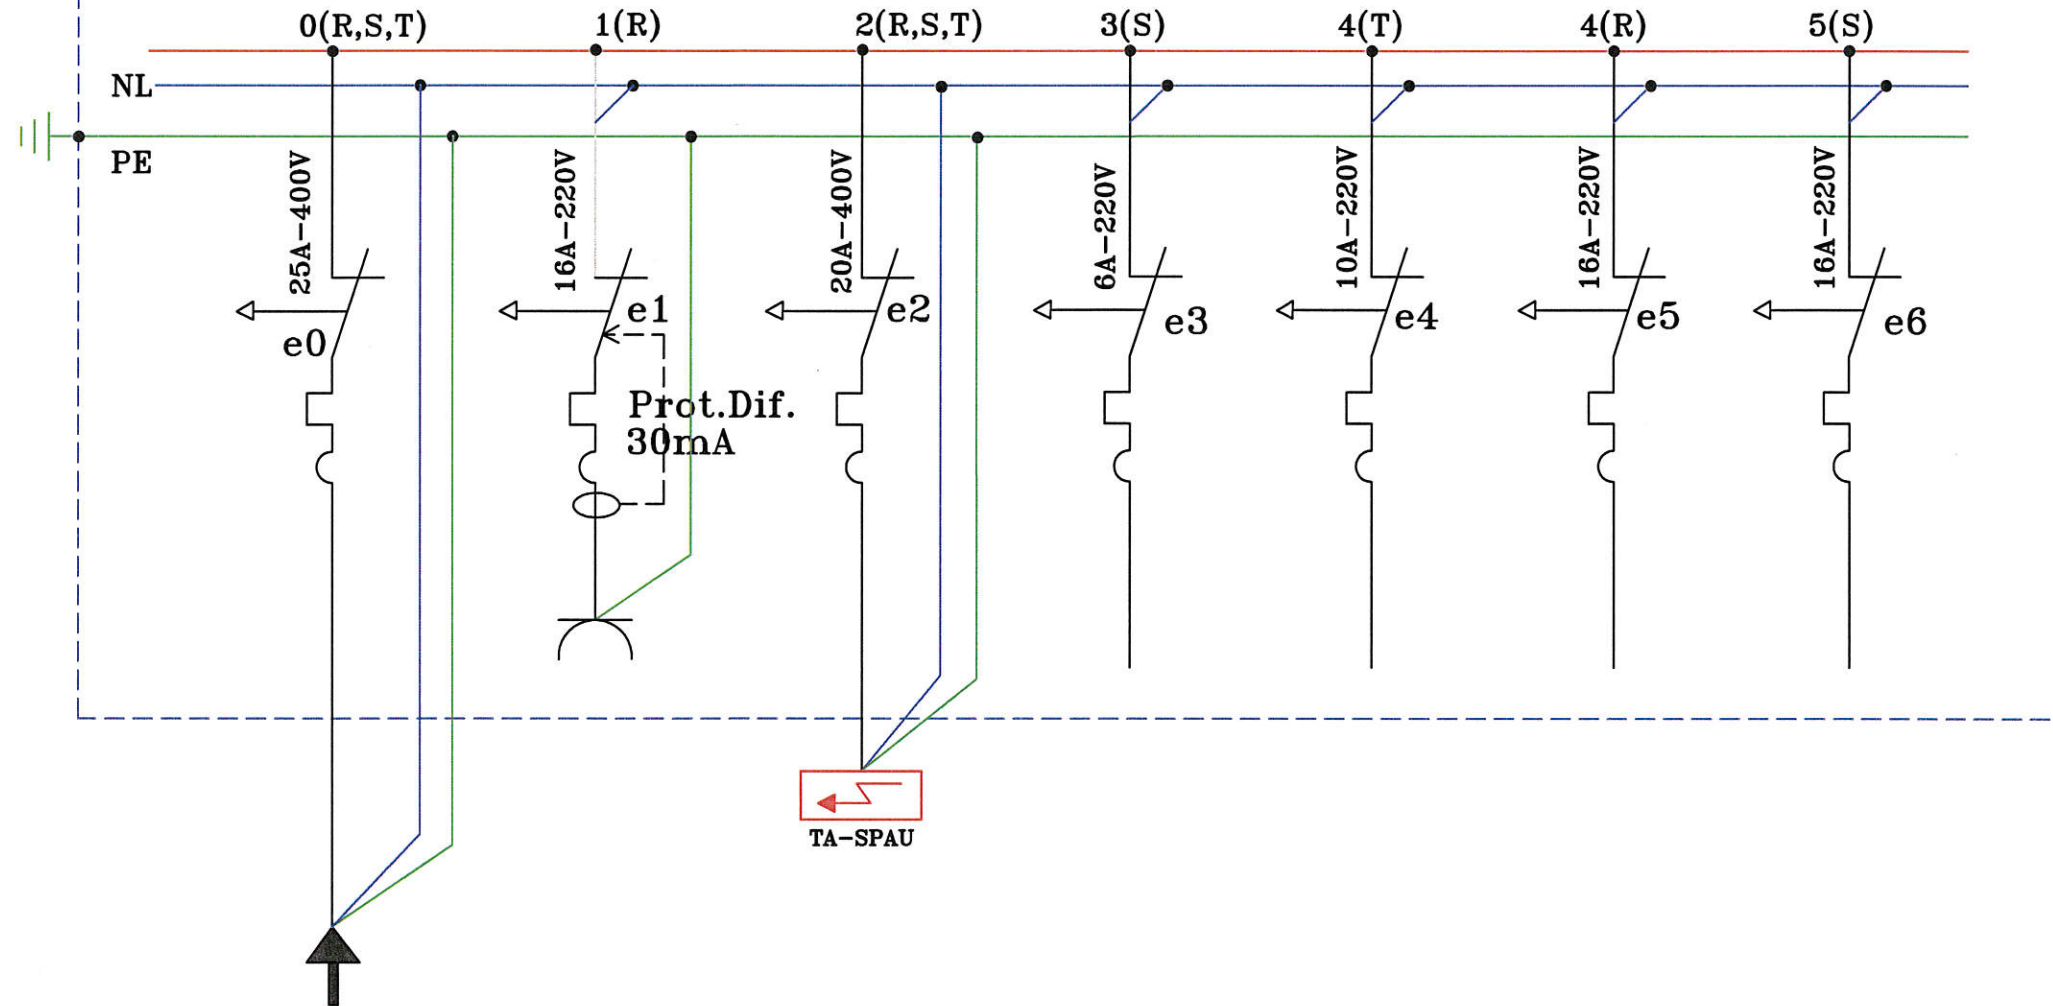 0(R,S,T)
1(R)
2(R,S,T)
3(S)
4(T)
4(R)
5(S)
NL
PE
25A-400V
16A-220V
20A-400V
6A-220V
10A-220V
16A-220V
16A-220V
e0
e1
e2
e3
e4
e5
e6
Prot.Dif.
30mA
TA-SPAU